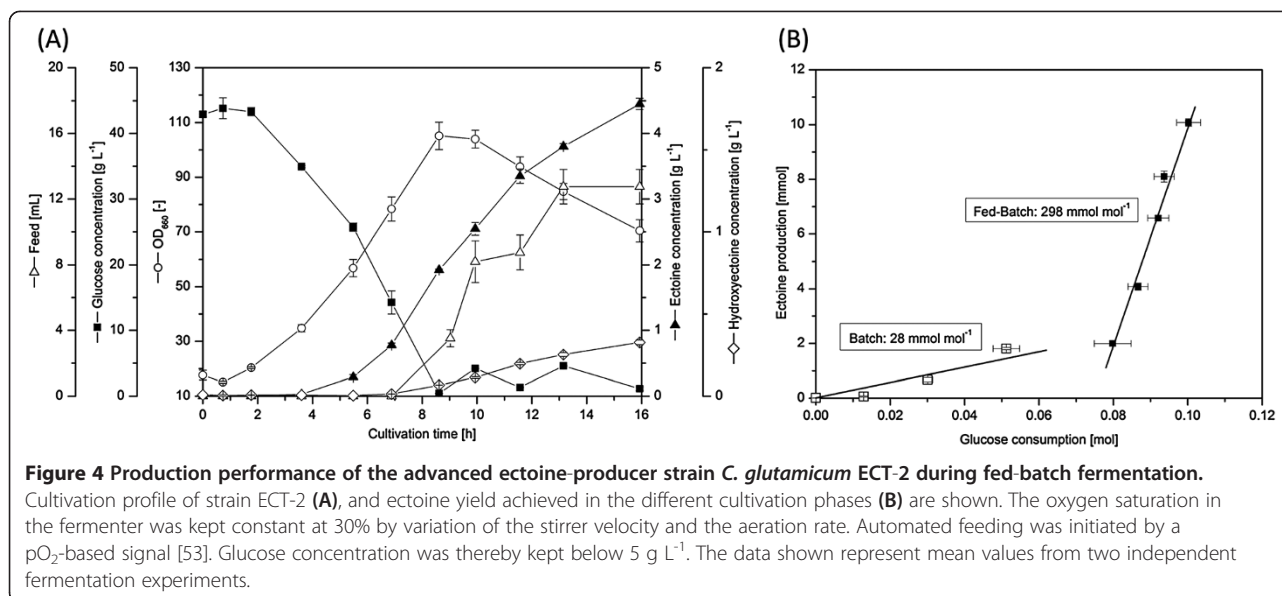 (A)
(B)
20
16
12
8
4
0
Feed [mL]
50
40
30
20
10
0
Glucose concentration [g L⁻¹]
130
110
90
70
50
30
10
OD₆₆₀ [-]
0 2 4 6 8 10 12 14 16
Cultivation time [h]
5
4
3
2
1
0
Ectoine concentration [g L⁻¹]
2
1
0
Hydroxyectoine concentration [g L⁻¹]
12
10
8
6
4
2
0
Ectoine production [mmol]
Fed-Batch: 298 mmol mol⁻¹
Batch: 28 mmol mol⁻¹
0.00 0.02 0.04 0.06 0.08 0.10 0.12
Glucose consumption [mol]
Figure 4 Production performance of the advanced ectoine-producer strain C. glutamicum ECT-2 during fed-batch fermentation.
Cultivation profile of strain ECT-2 (A), and ectoine yield achieved in the different cultivation phases (B) are shown. The oxygen saturation in
the fermenter was kept constant at 30% by variation of the stirrer velocity and the aeration rate. Automated feeding was initiated by a
pO₂-based signal [53]. Glucose concentration was thereby kept below 5 g L⁻¹. The data shown represent mean values from two independent
fermentation experiments.